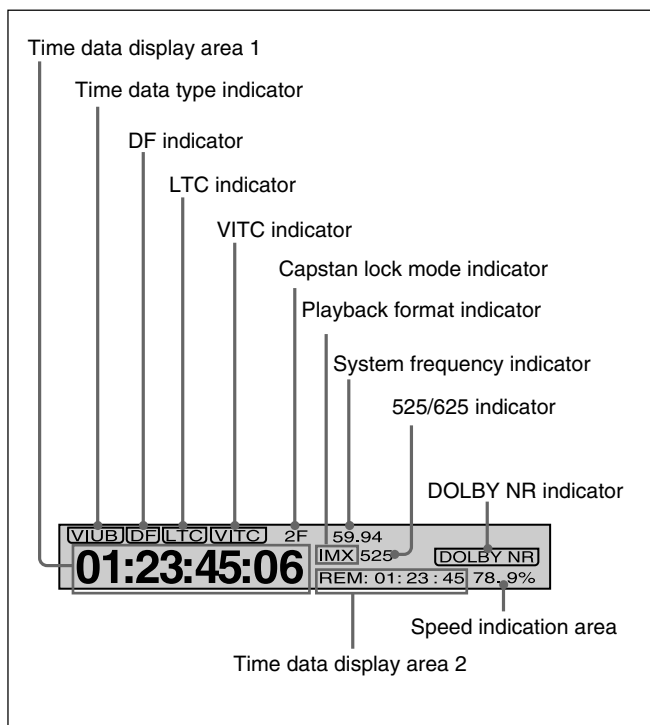 Time data display area 1
Time data type indicator
DF indicator
LTC indicator
VITC indicator
Capstan lock mode indicator
Playback format indicator
System frequency indicator
525/625 indicator
DOLBY NR indicator
VIUB DF LTC VITC 2F 59.94
01:23:45:06 IMX 525 DOLBY NR
REM: 01: 23 : 45 78. 9%
Speed indication area
Time data display area 2